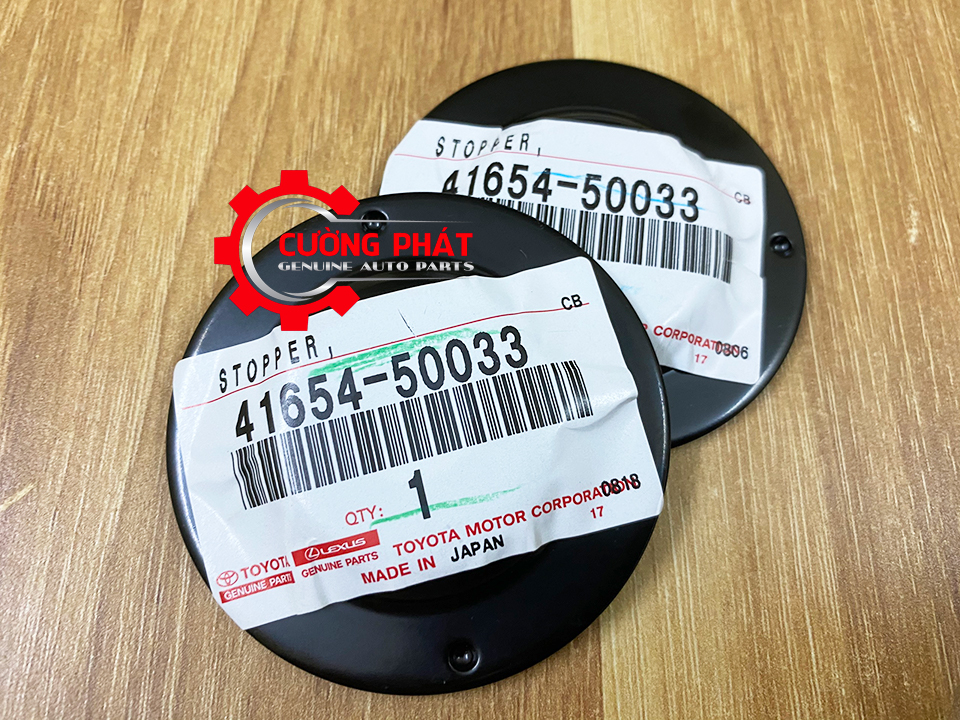 STOPPER,
41654-50033
CB
CORPORATION
0306
17
CƯỜNG PHÁT
GENUINE AUTO PARTS
CB
STOPPER,
41654-50033
QTY: 1
0818
17
TOYOTA
GENUINE PARTS
LEXUS
GENUINE PARTS
TOYOTA MOTOR CORPORATION
MADE IN JAPAN